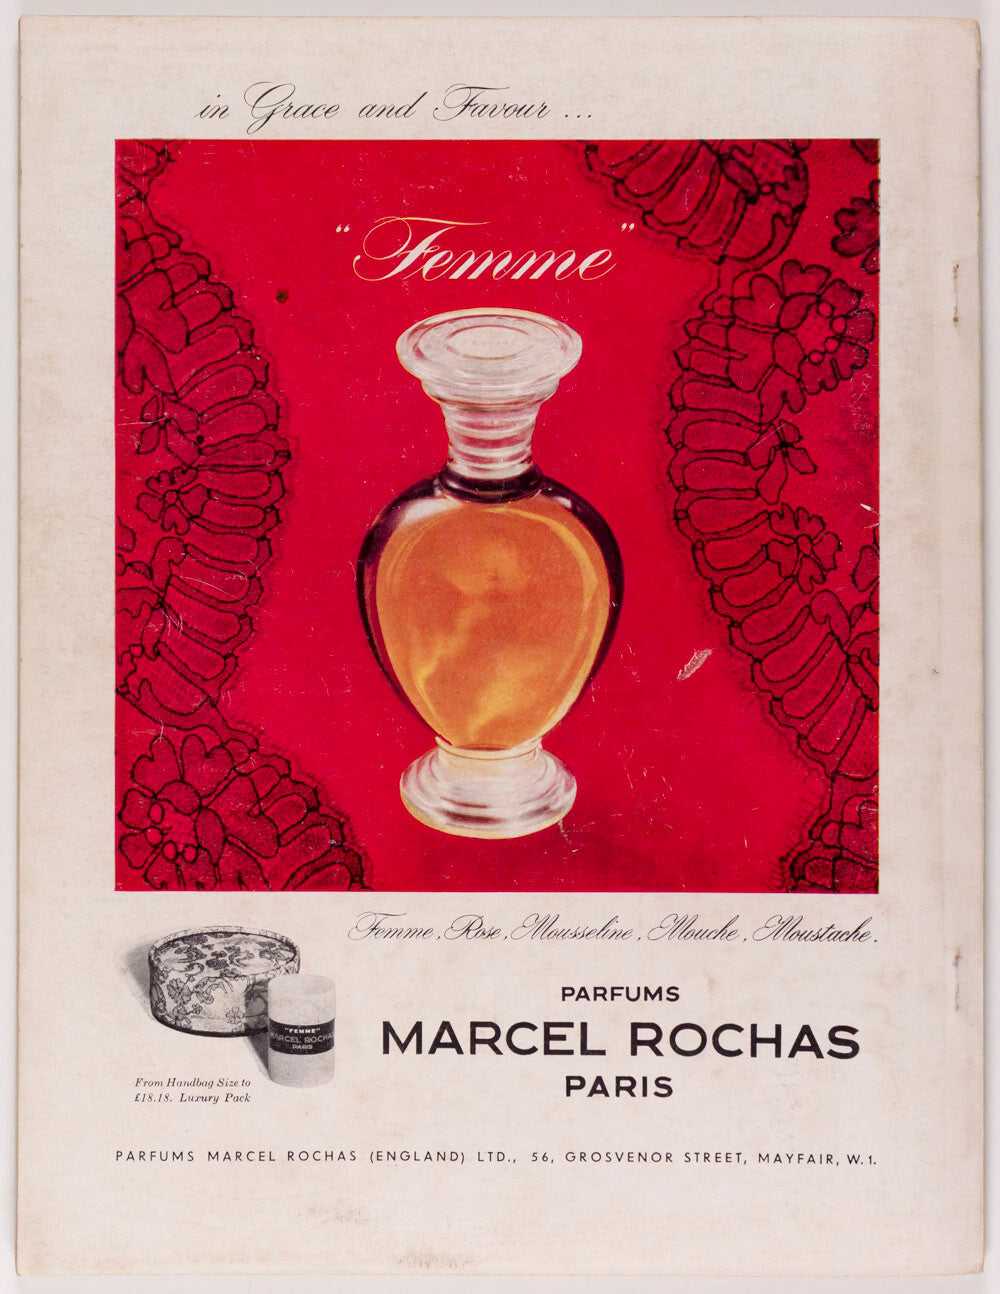 in Grace and Favour ...
"Femme"
Femme. Rose. Mousseline. Mouche. Moustache.
PARFUMS
MARCEL ROCHAS
PARIS
"FEMME"
MARCEL ROCHAS
PARIS
From Handbag Size to
£18.18. Luxury Pack
PARFUMS MARCEL ROCHAS (ENGLAND) LTD., 56, GROSVENOR STREET, MAYFAIR, W.1.